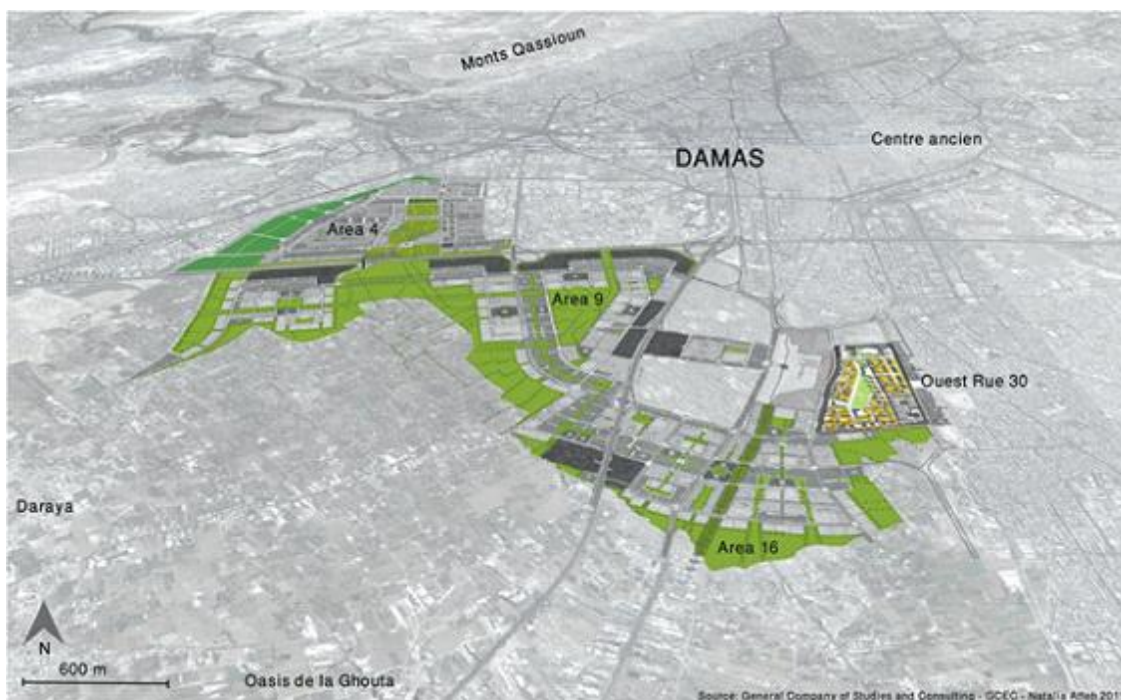 Monts Qassioun
Centre ancien
DAMAS
Area 4
Area 9
Ouest Rue 30
Daraya
Area 16
N
600 m
Oasis de la Ghouta
Source: General Company of Studies and Consulting - GCEC - Natalia Atfeh 201